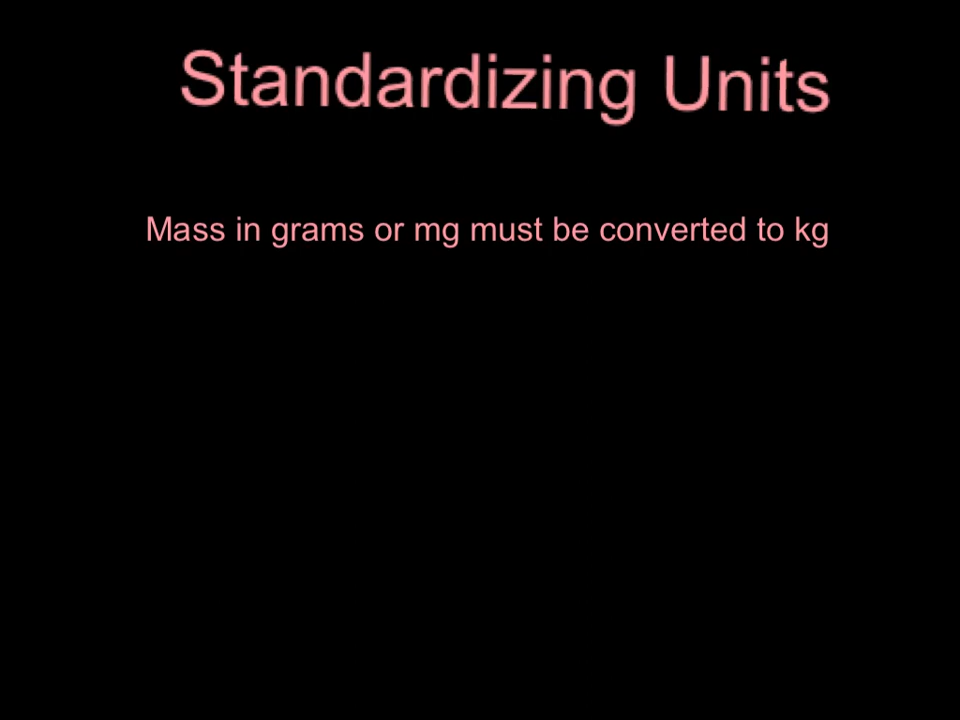 Standardizing Units
Mass in grams or mg must be converted to kg